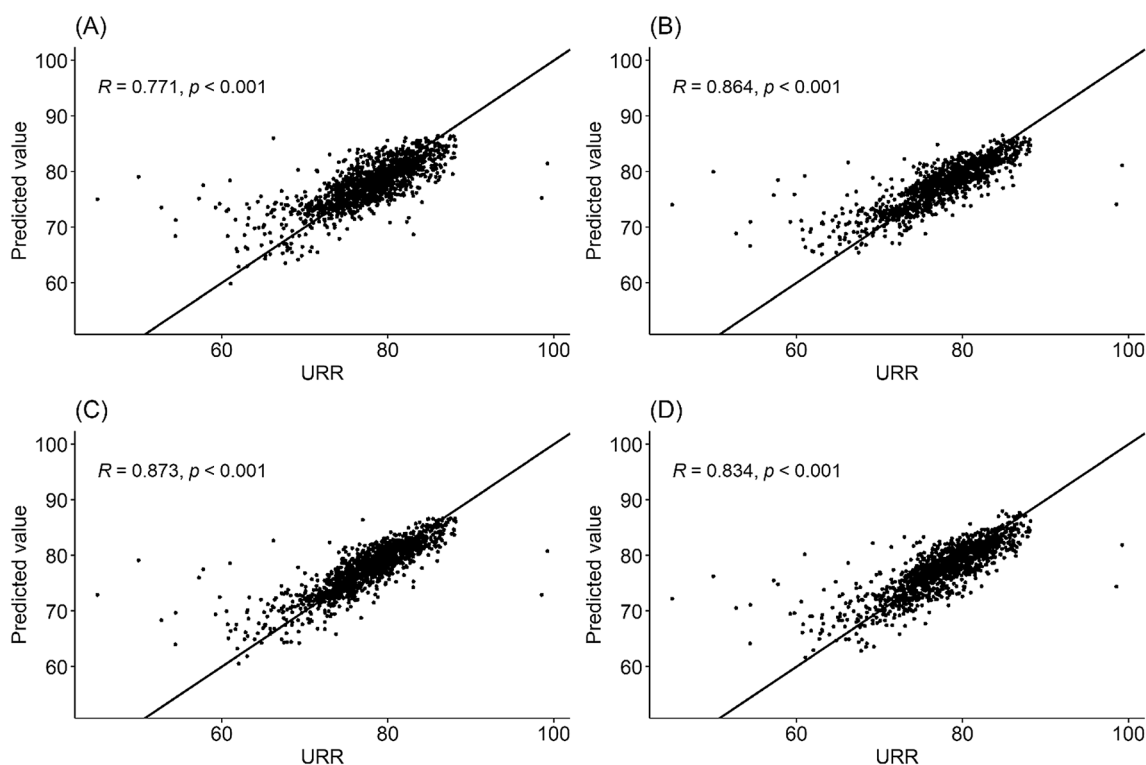 (A)
R = 0.771, p < 0.001
Predicted value
100
90
80
70
60
60 80 100
URR
(B)
R = 0.864, p < 0.001
Predicted value
100
90
80
70
60
60 80 100
URR
(C)
R = 0.873, p < 0.001
Predicted value
100
90
80
70
60
60 80 100
URR
(D)
R = 0.834, p < 0.001
Predicted value
100
90
80
70
60
60 80 100
URR